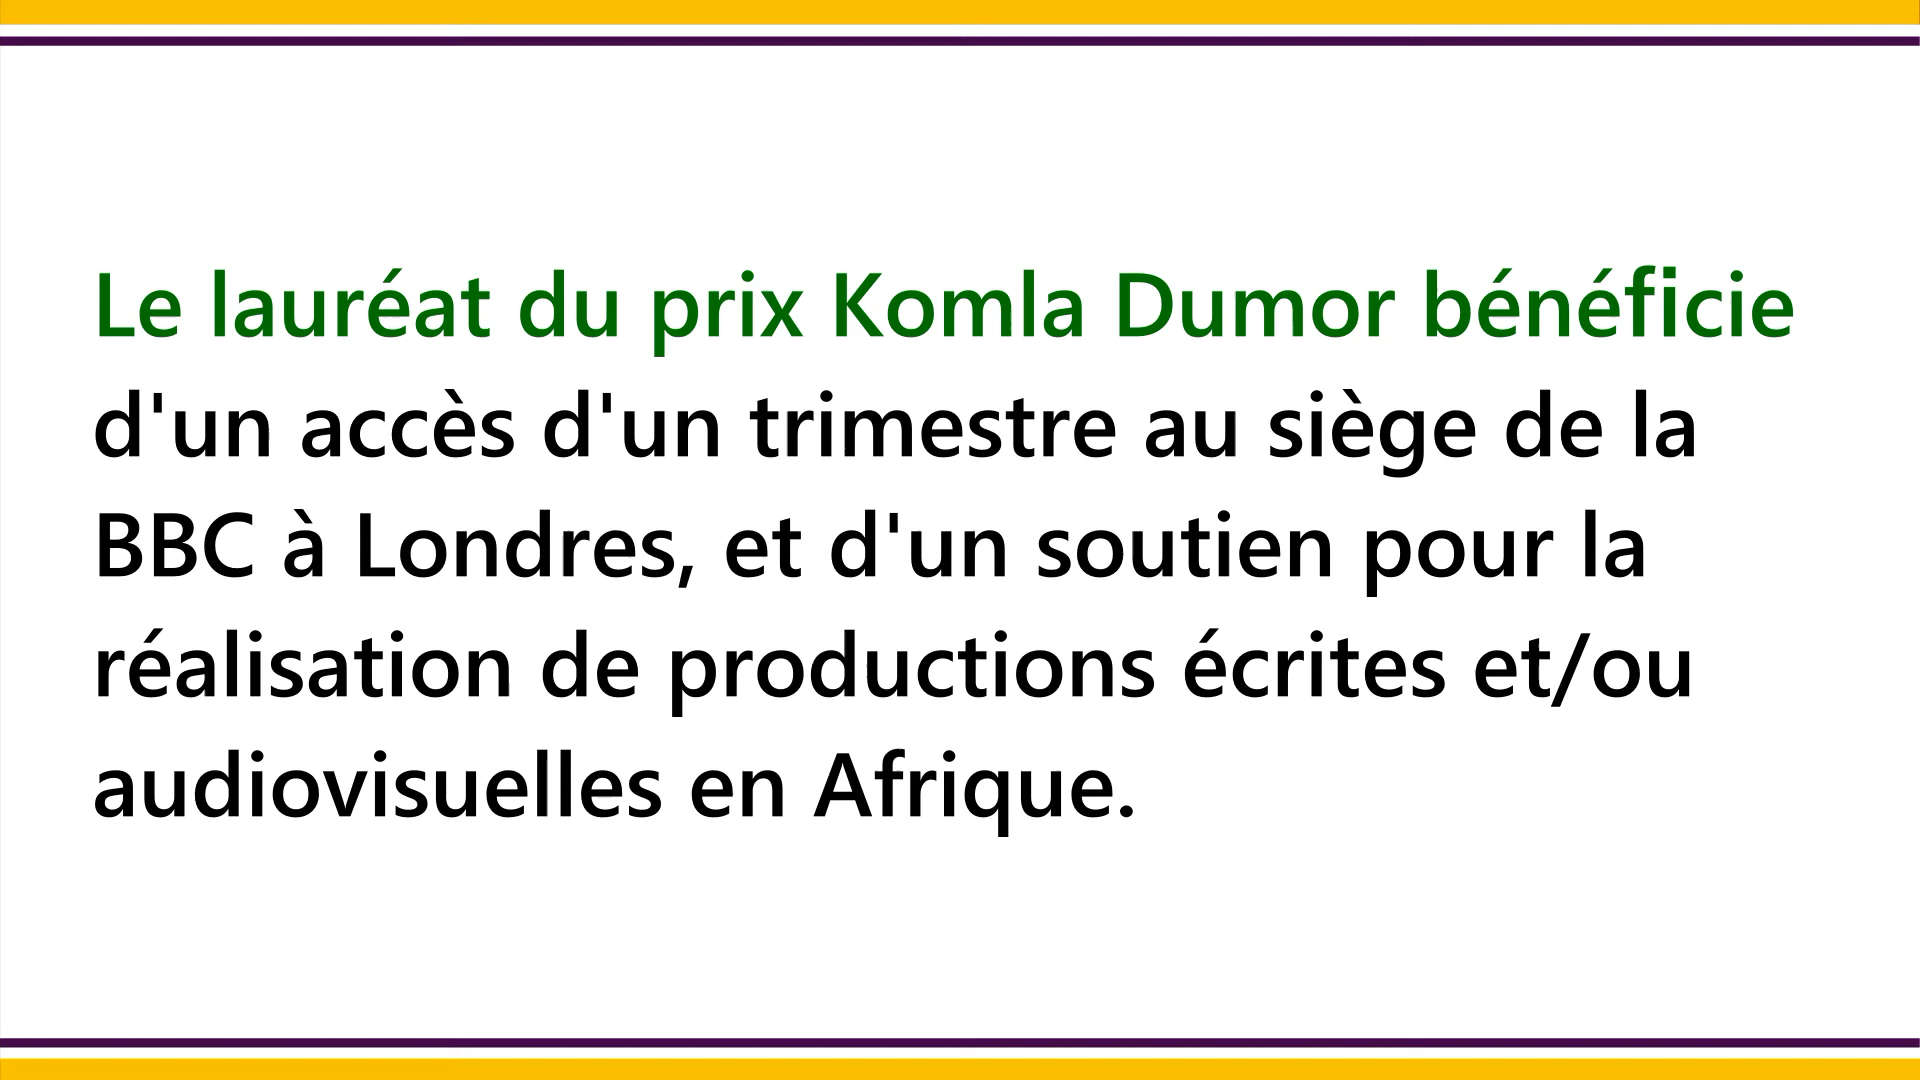 Le lauréat du prix Komla Dumor bénéficie
d'un accès d'un trimestre au siège de la
BBC à Londres, et d'un soutien pour la
réalisation de productions écrites et/ou
audiovisuelles en Afrique.